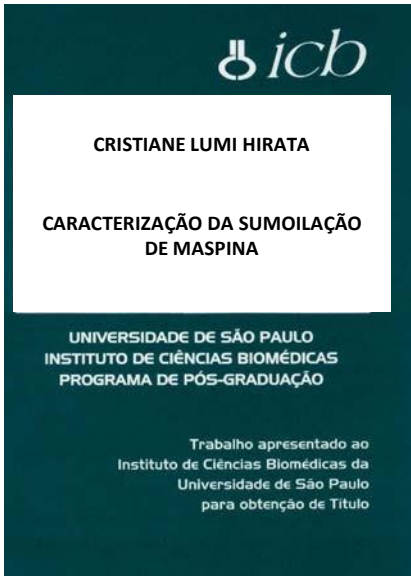 icb
CRISTIANE LUMI HIRATA
CARACTERIZAÇÃO DA SUMOILAÇÃO
DE MASPINA
UNIVERSIDADE DE SÃO PAULO
INSTITUTO DE CIÊNCIAS BIOMÉDICAS
PROGRAMA DE PÓS-GRADUAÇÃO
Trabalho apresentado ao
Instituto de Ciências Biomédicas da
Universidade de São Paulo
para obtenção de Título